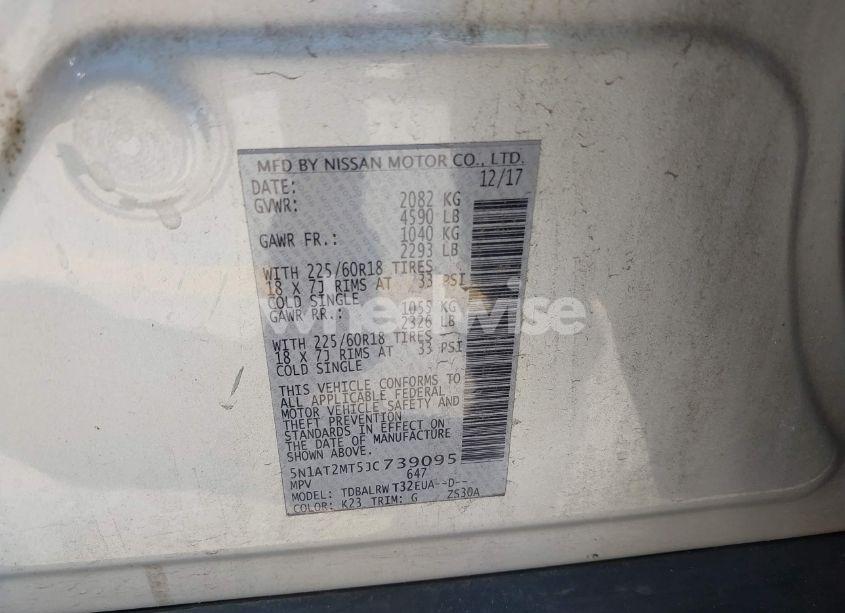 MFD BY NISSAN MOTOR CO., LTD.
DATE: 12/17
GVWR: 2082 KG
4590 LB
GAWR FR.: 1040 KG
2293 LB
WITH 225/60R18 TIRES
18 X 7J RIMS AT 33 PSI
COLD SINGLE
GAWR RR.: 1055 KG
2326 LB
WITH 225/60R18 TIRES
18 X 7J RIMS AT 33 PSI
COLD SINGLE
THIS VEHICLE CONFORMS TO
ALL APPLICABLE FEDERAL
MOTOR VEHICLE SAFETY AND
THEFT PREVENTION
STANDARDS IN EFFECT ON
THE DATE OF MANUFACTURE
SHOWN ABOVE.
5N1AT2MT5JC739095
MPV 647
MODEL: TDBALRW T32EUA--D--
COLOR: K23 TRIM: G ZS30A
wheelwise